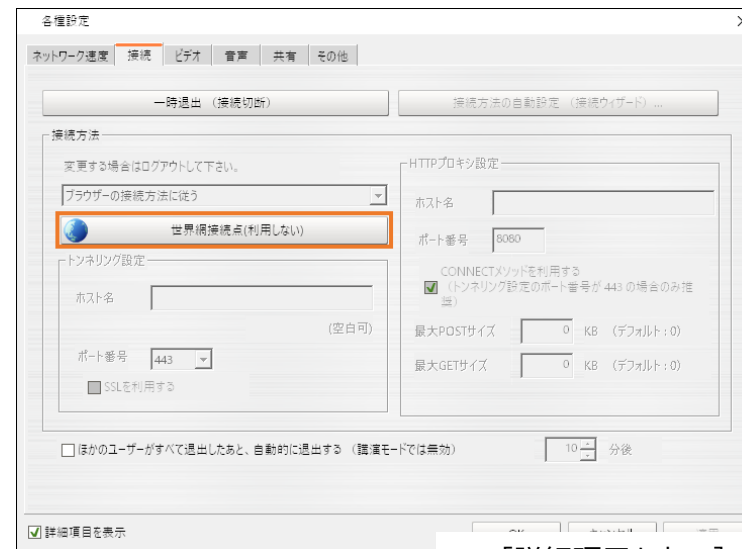 各種設定
ネットワーク速度 接続 ビデオ 音声 共有 その他
一時退出 （接続切断）
接続方法の自動設定 （接続ウィザード） ...
接続方法
変更する場合はログアウトして下さい。
ブラウザーの接続方法に従う
世界網接続点(利用しない)
トンネリング設定
ホスト名
(空白可)
ポート番号 443
SSLを利用する
HTTPプロキシ設定
ホスト名
ポート番号 8080
CONNECTメソッドを利用する
（トンネリング設定のポート番号が 443 の場合のみ推
奨）
最大POSTサイズ 0 KB （デフォルト : 0）
最大GETサイズ 0 KB （デフォルト : 0）
ほかのユーザーがすべて退出したあと、自動的に退出する （講演モードでは無効） 10 分後
詳細項目を表示